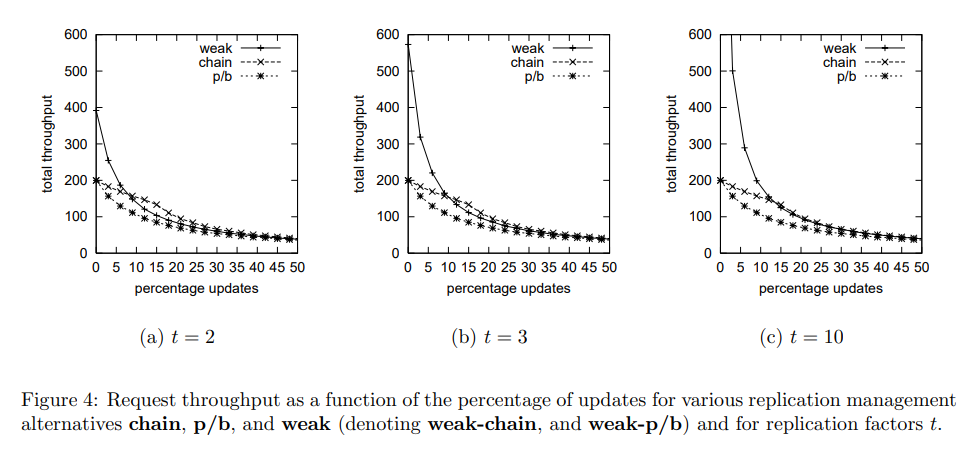 600
500
400
300
200
100
0
total throughput
weak
chain
p/b
0 5 10 15 20 25 30 35 40 45 50
percentage updates
(a) t = 2
600
500
400
300
200
100
0
total throughput
weak
chain
p/b
0 5 10 15 20 25 30 35 40 45 50
percentage updates
(b) t = 3
600
500
400
300
200
100
0
total throughput
weak
chain
p/b
0 5 10 15 20 25 30 35 40 45 50
percentage updates
(c) t = 10
Figure 4: Request throughput as a function of the percentage of updates for various replication management
alternatives chain, p/b, and weak (denoting weak-chain, and weak-p/b) and for replication factors t.